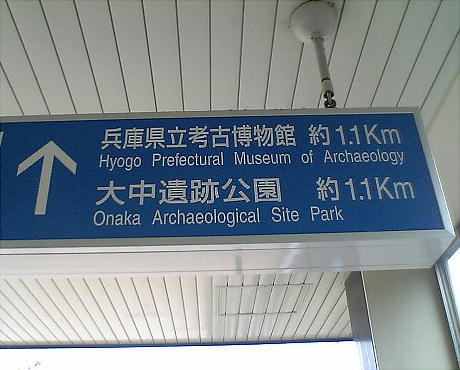 兵庫県立考古博物館 約1.1Km
Hyogo Prefectural Museum of Archaeology
大中遺跡公園 約1.1Km
Onaka Archaeological Site Park